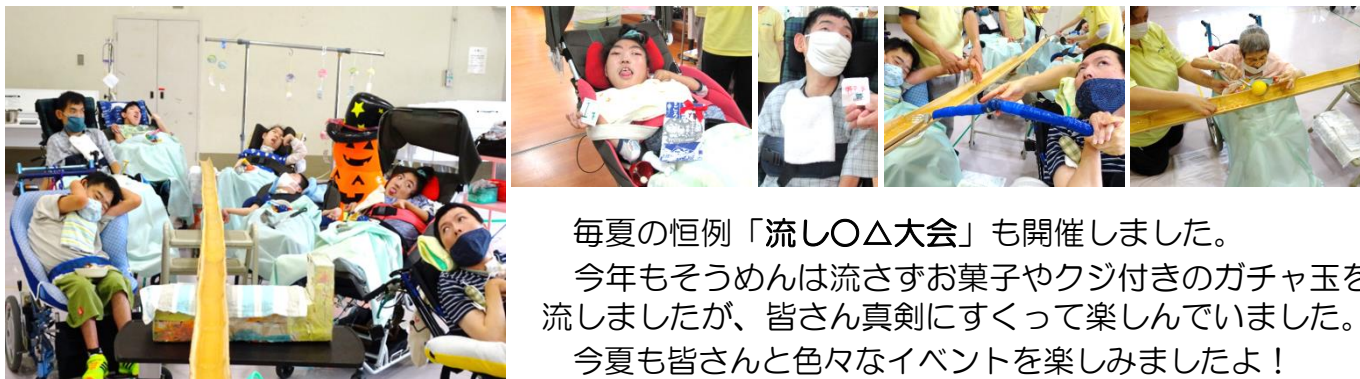 毎夏の恒例「流し〇△大会」も開催しました。
今年もそうめんは流さずお菓子やクジ付きのガチャ玉を
流しましたが、皆さん真剣にすくって楽しんでいました。
今夏も皆さんと色々なイベントを楽しみましたよ！